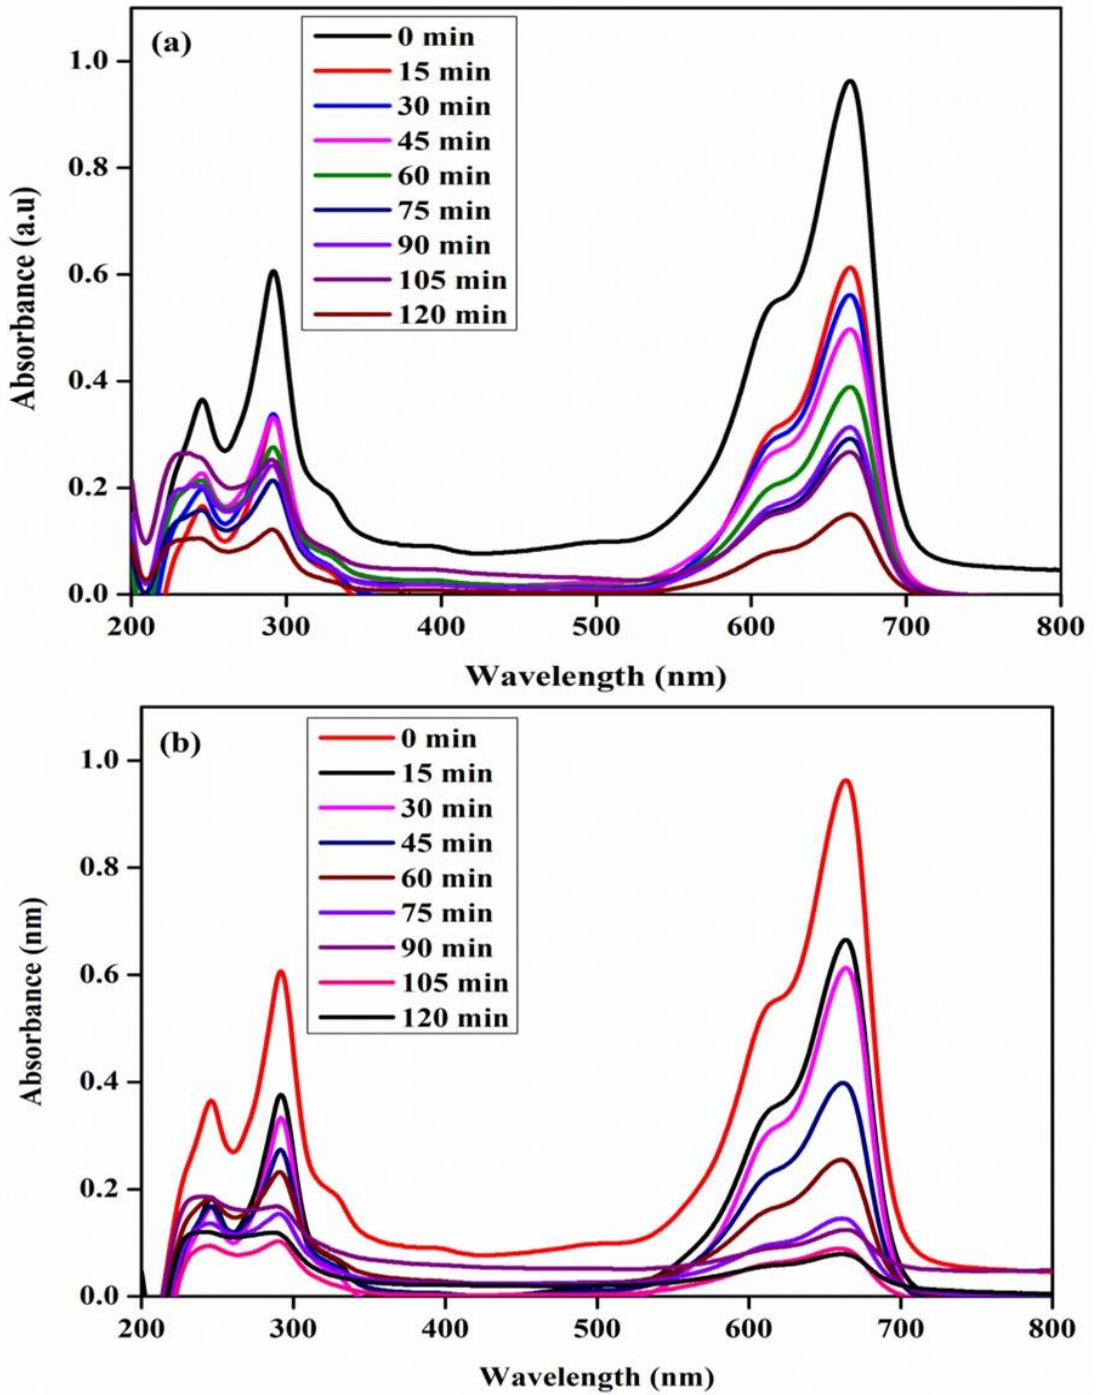 (a)
0 min
15 min
30 min
45 min
60 min
75 min
90 min
105 min
120 min
Absorbance (a.u)
1.0
0.8
0.6
0.4
0.2
0.0
200 300 400 500 600 700 800
Wavelength (nm)
(b)
0 min
15 min
30 min
45 min
60 min
75 min
90 min
105 min
120 min
Absorbance (nm)
1.0
0.8
0.6
0.4
0.2
0.0
200 300 400 500 600 700 800
Wavelength (nm)